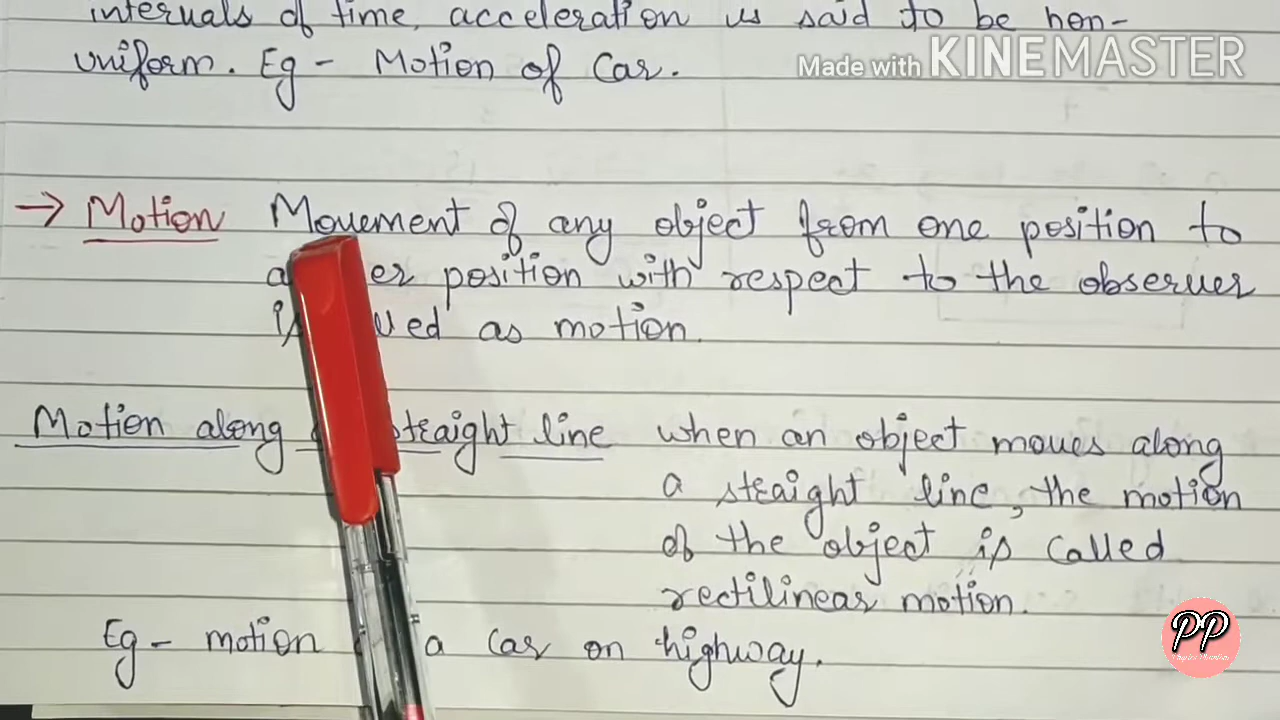 intervals of time, acceleration is said to be non-
uniform. Eg - Motion of Car.
Made with KINEMASTER
→ Motion Movement of any object from one position to
position with respect to the observer
as motion.
Motion along straight line when an object moves along
a straight line, the motion
of the object is called
rectilinear motion.
Eg - motion a car on highway.
PP